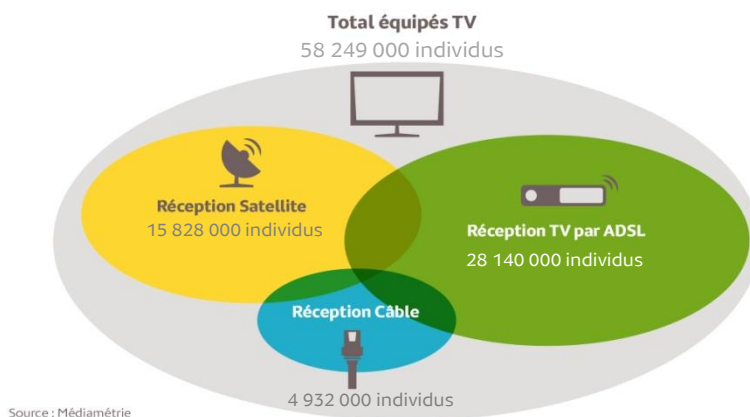 Total équipés TV
58 249 000 individus
Réception Satellite
15 828 000 individus
Réception TV par ADSL
28 140 000 individus
Réception Câble
4 932 000 individus
Source : Médiamétrie